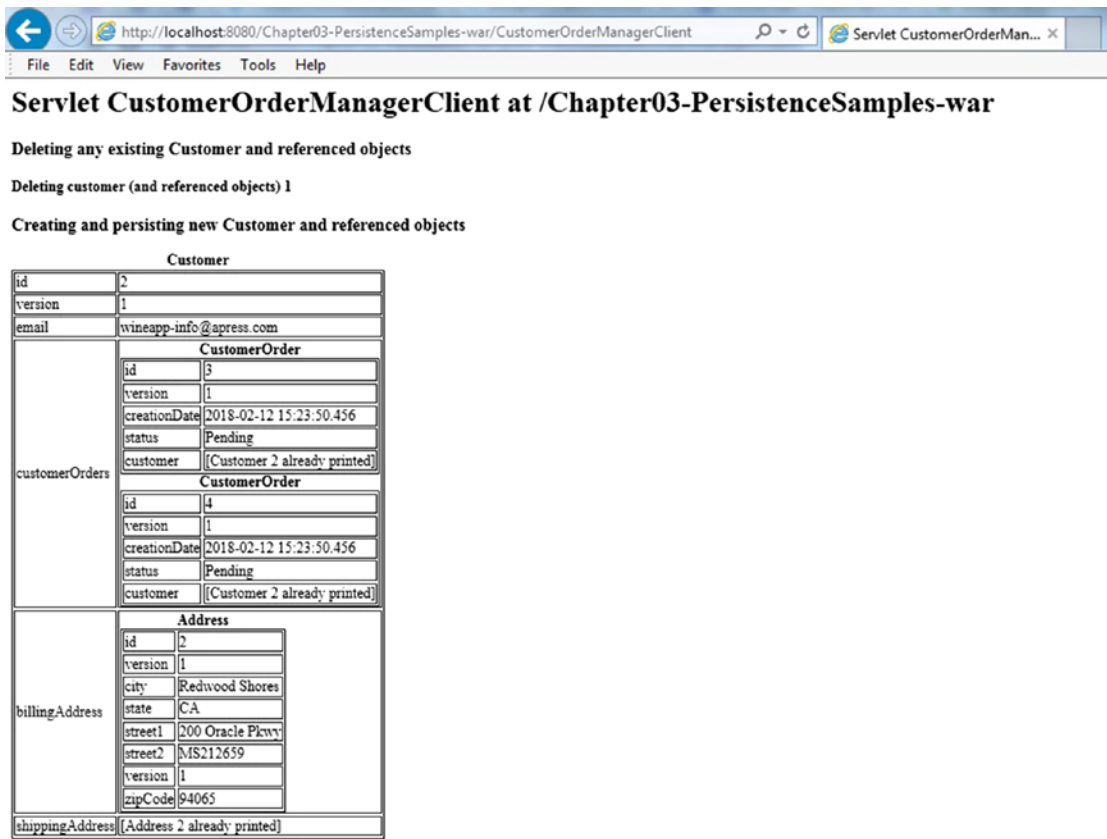 http://localhost:8080/Chapter03-PersistenceSamples-war/CustomerOrderManagerClient
Servlet CustomerOrderMan...
File Edit View Favorites Tools Help
Servlet CustomerOrderManagerClient at /Chapter03-PersistenceSamples-war
Deleting any existing Customer and referenced objects
Deleting customer (and referenced objects) 1
Creating and persisting new Customer and referenced objects
Customer
id 2
version 1
email wineapp-info@apress.com
customerOrders
CustomerOrder
id 3
version 1
creationDate 2018-02-12 15:23:50.456
status Pending
customer [Customer 2 already printed]
CustomerOrder
id 4
version 1
creationDate 2018-02-12 15:23:50.456
status Pending
customer [Customer 2 already printed]
billingAddress
Address
id 2
version 1
city Redwood Shores
state CA
street1 200 Oracle Pkwy
street2 MS212659
version 1
zipCode 94065
shippingAddress [Address 2 already printed]